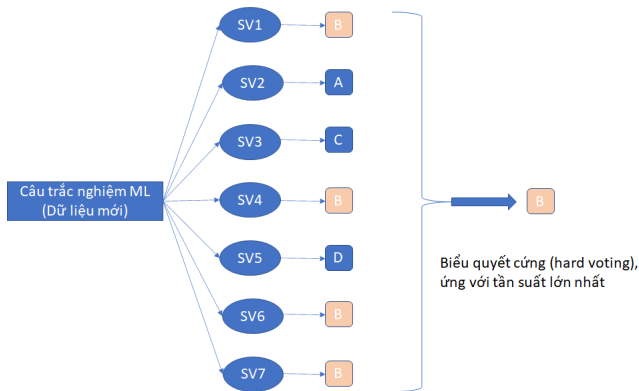 SV1
B
SV2
A
SV3
C
Câu trắc nghiệm ML
(Dữ liệu mới)
SV4
B
B
SV5
D
Biểu quyết cứng (hard voting),
ứng với tần suất lớn nhất
SV6
B
SV7
B